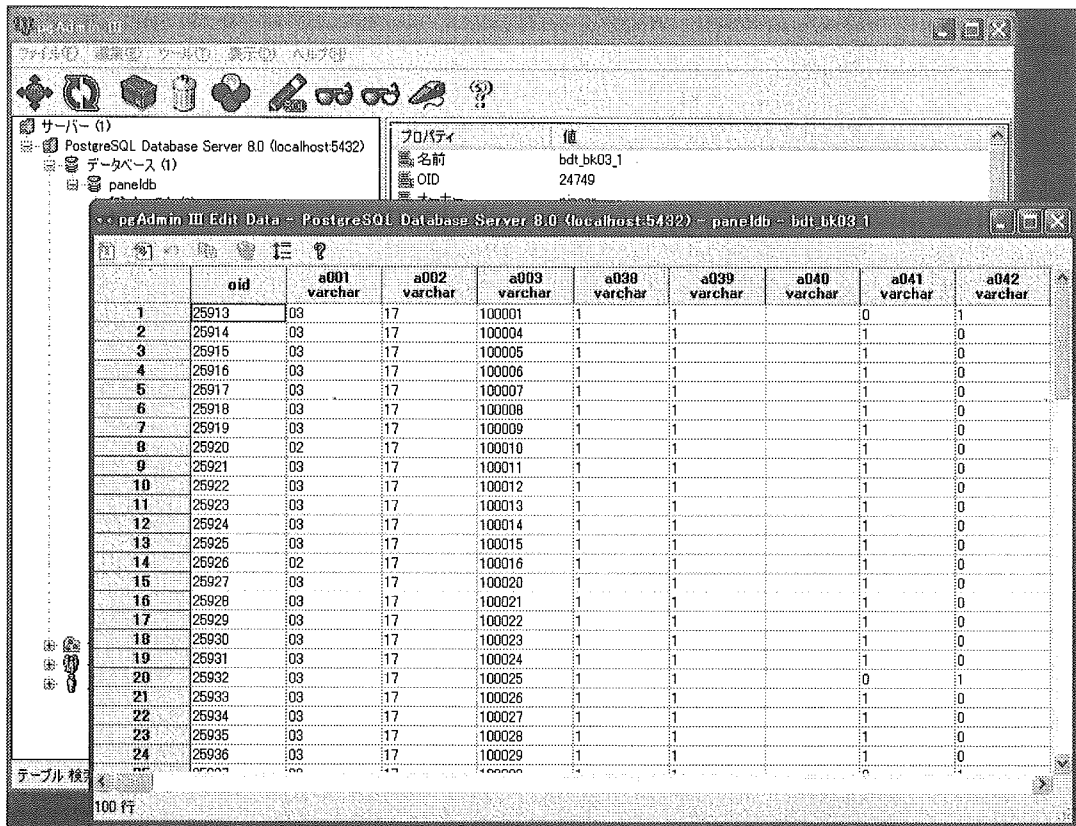 pgAdmin III
ファイル(F) 編集(E) ツール(T) 表示(D) ヘルプ(H)
サーバー (1)
PostgreSQL Database Server 8.0 (localhost:5432)
データベース (1)
paneldb
プロパティ 値
名前 bdt_bk03_1
OID 24749
pgAdmin III Edit Data - PostgreSQL Database Server 8.0 (localhost:5432) - paneldb - bdt_bk03_1
oid a001 varchar a002 varchar a003 varchar a038 varchar a039 varchar a040 varchar a041 varchar a042 varchar
1 25913 03 17 100001 1 1 0 1
2 25914 03 17 100004 1 1 1 0
3 25915 03 17 100005 1 1 1 0
4 25916 03 17 100006 1 1 1 0
5 25917 03 17 100007 1 1 1 0
6 25918 03 17 100008 1 1 1 0
7 25919 03 17 100009 1 1 1 0
8 25920 02 17 100010 1 1 1 0
9 25921 03 17 100011 1 1 1 0
10 25922 03 17 100012 1 1 1 0
11 25923 03 17 100013 1 1 1 0
12 25924 03 17 100014 1 1 1 0
13 25925 03 17 100015 1 1 1 0
14 25926 02 17 100016 1 1 1 0
15 25927 03 17 100020 1 1 1 0
16 25928 03 17 100021 1 1 1 0
17 25929 03 17 100022 1 1 1 0
18 25930 03 17 100023 1 1 1 0
19 25931 03 17 100024 1 1 1 0
20 25932 03 17 100025 1 1 0 1
21 25933 03 17 100026 1 1 1 0
22 25934 03 17 100027 1 1 1 0
23 25935 03 17 100028 1 1 1 0
24 25936 03 17 100029 1 1 1 0
テーブル 検
100 行